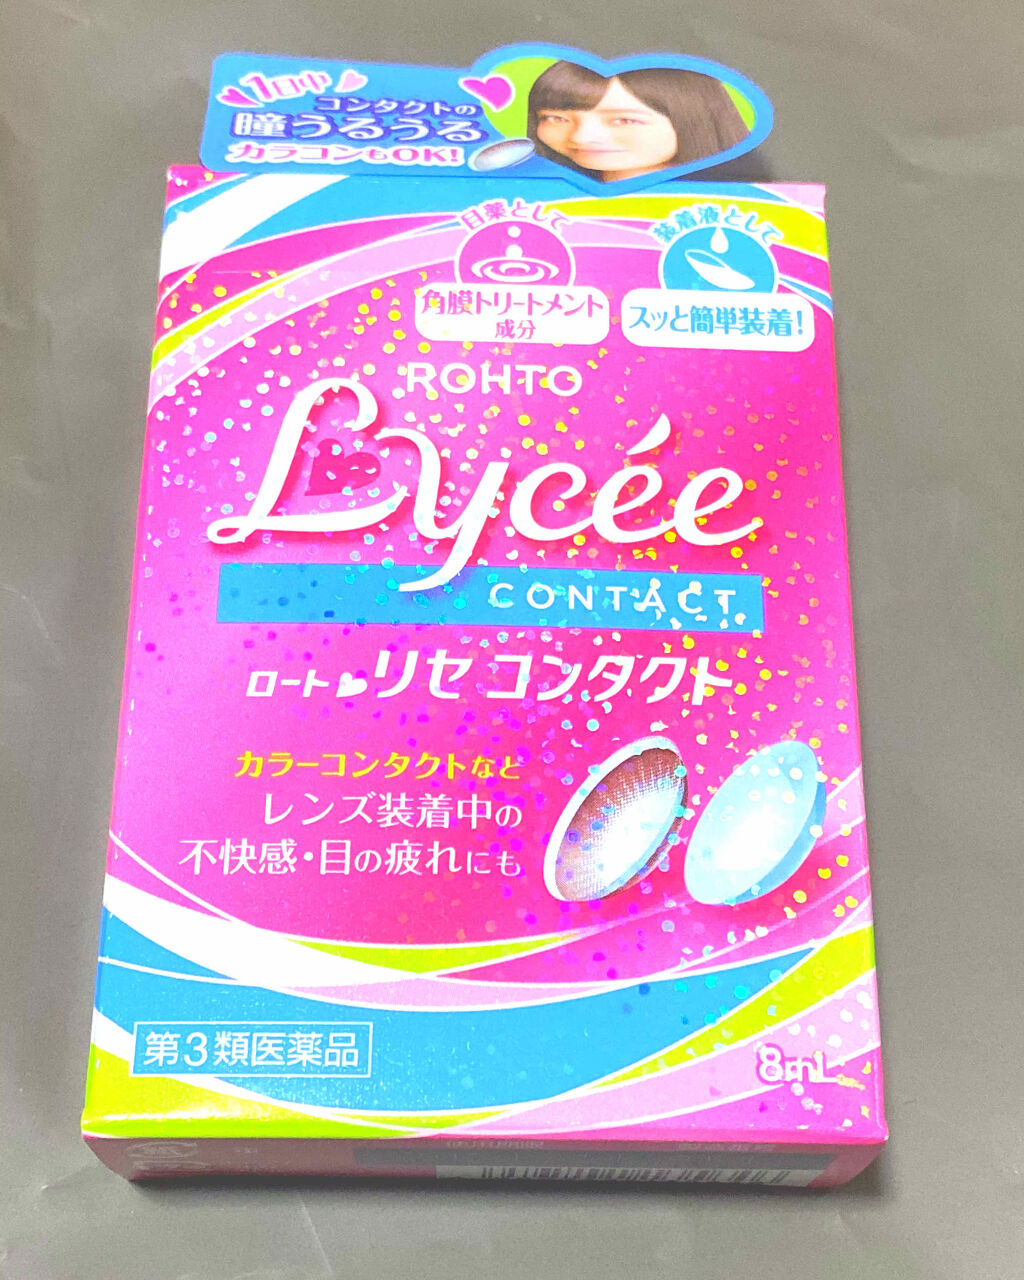 1日中
コンタクトの
瞳うるうる
カラコンもOK!
目薬として
角膜トリートメント
成分
装着液として
スッと簡単装着!
ROHTO
Lycée
CONTACT
ロート リセ コンタクト
カラーコンタクトなど
レンズ装着中の
不快感・目の疲れにも
第3類医薬品
8mL
使用期限